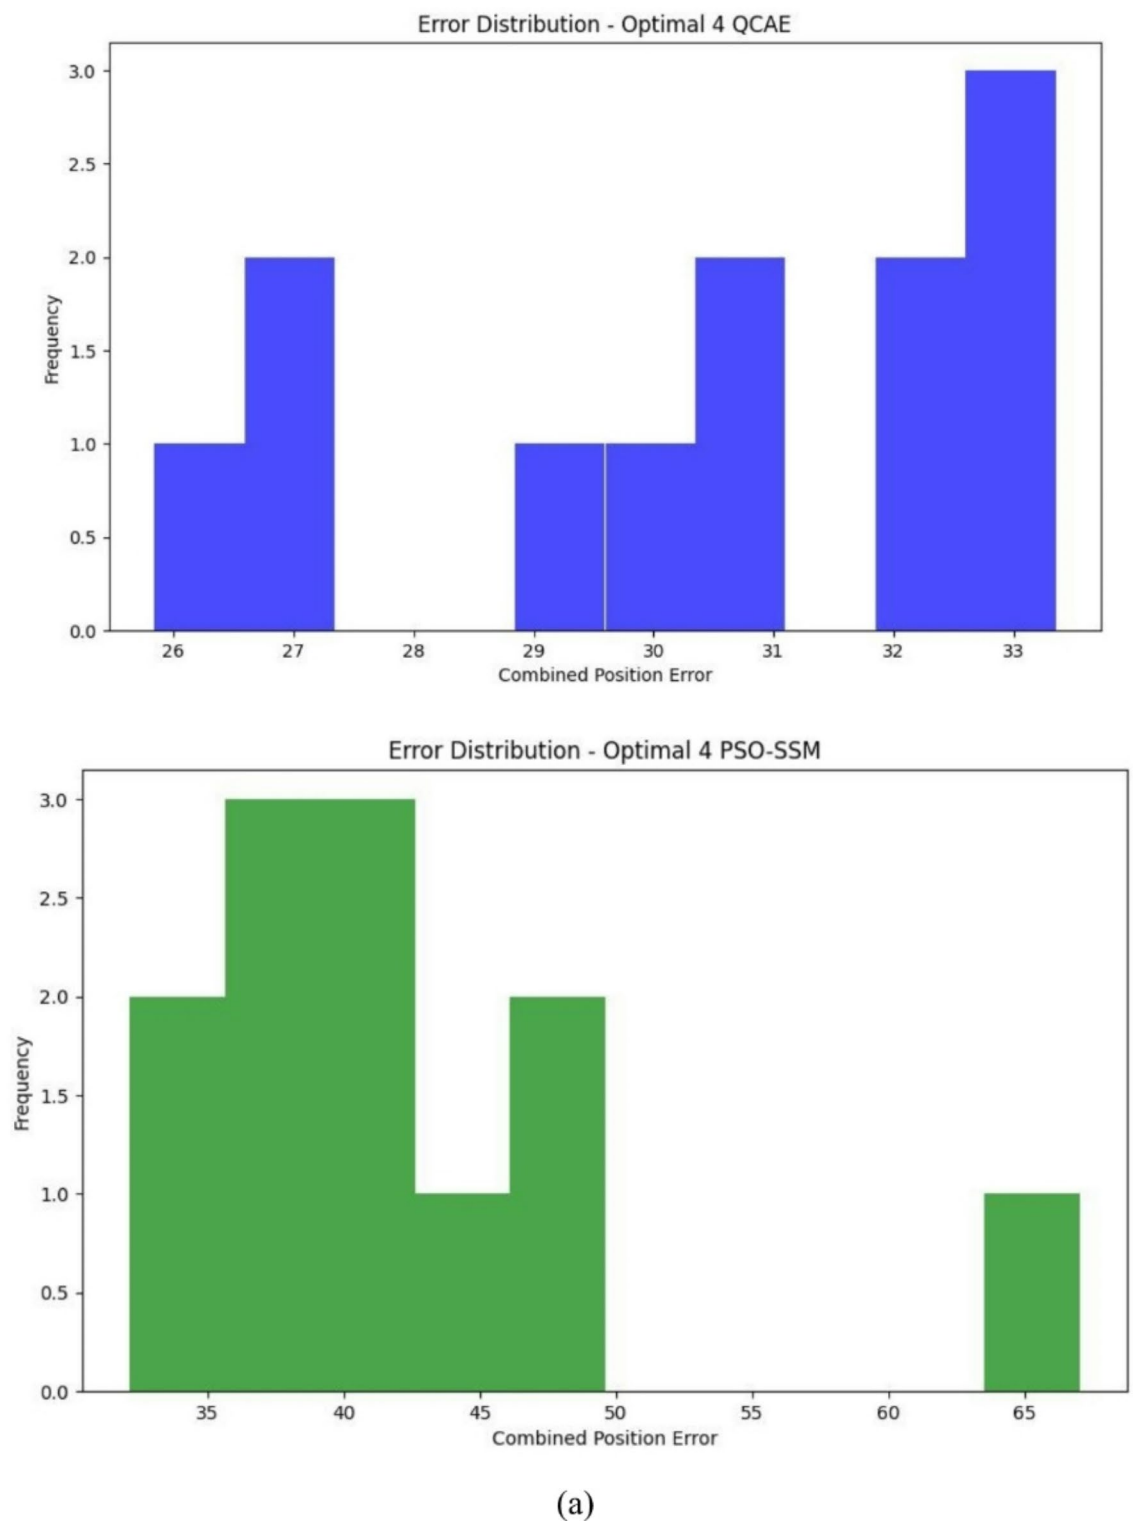 Error Distribution - Optimal 4 QCAE
3.0
2.5
2.0
1.5
1.0
0.5
0.0
Frequency
26 27 28 29 30 31 32 33
Combined Position Error
Error Distribution - Optimal 4 PSO-SSM
3.0
2.5
2.0
1.5
1.0
0.5
0.0
Frequency
35 40 45 50 55 60 65
Combined Position Error
(a)